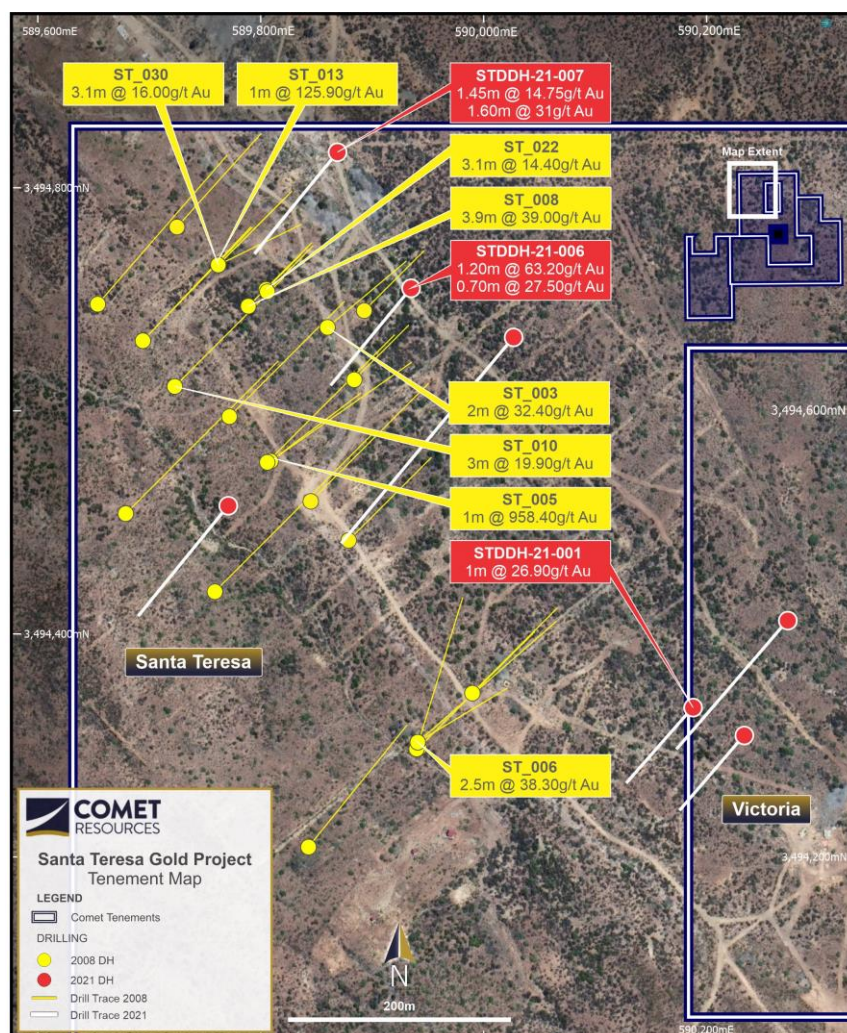 589,600mE
589,800mE
590,000mE
590,200mE
ST_030
3.1m @ 16.00g/t Au
ST_013
1m @ 125.90g/t Au
STDDH-21-007
1.45m @ 14.75g/t Au
1.60m @ 31g/t Au
ST_022
3.1m @ 14.40g/t Au
Map Extent
3,494,800mN
ST_008
3.9m @ 39.00g/t Au
STDDH-21-006
1.20m @ 63.20g/t Au
0.70m @ 27.50g/t Au
ST_003
2m @ 32.40g/t Au
3,494,600mN
ST_010
3m @ 19.90g/t Au
ST_005
1m @ 958.40g/t Au
STDDH-21-001
1m @ 26.90g/t Au
3,494,400mN
Santa Teresa
ST_006
2.5m @ 38.30g/t Au
Victoria
COMET
RESOURCES
Santa Teresa Gold Project
Tenement Map
LEGEND
Comet Tenements
DRILLING
2008 DH
2021 DH
Drill Trace 2008
Drill Trace 2021
3,494,200mN
N
200m
590,200mE